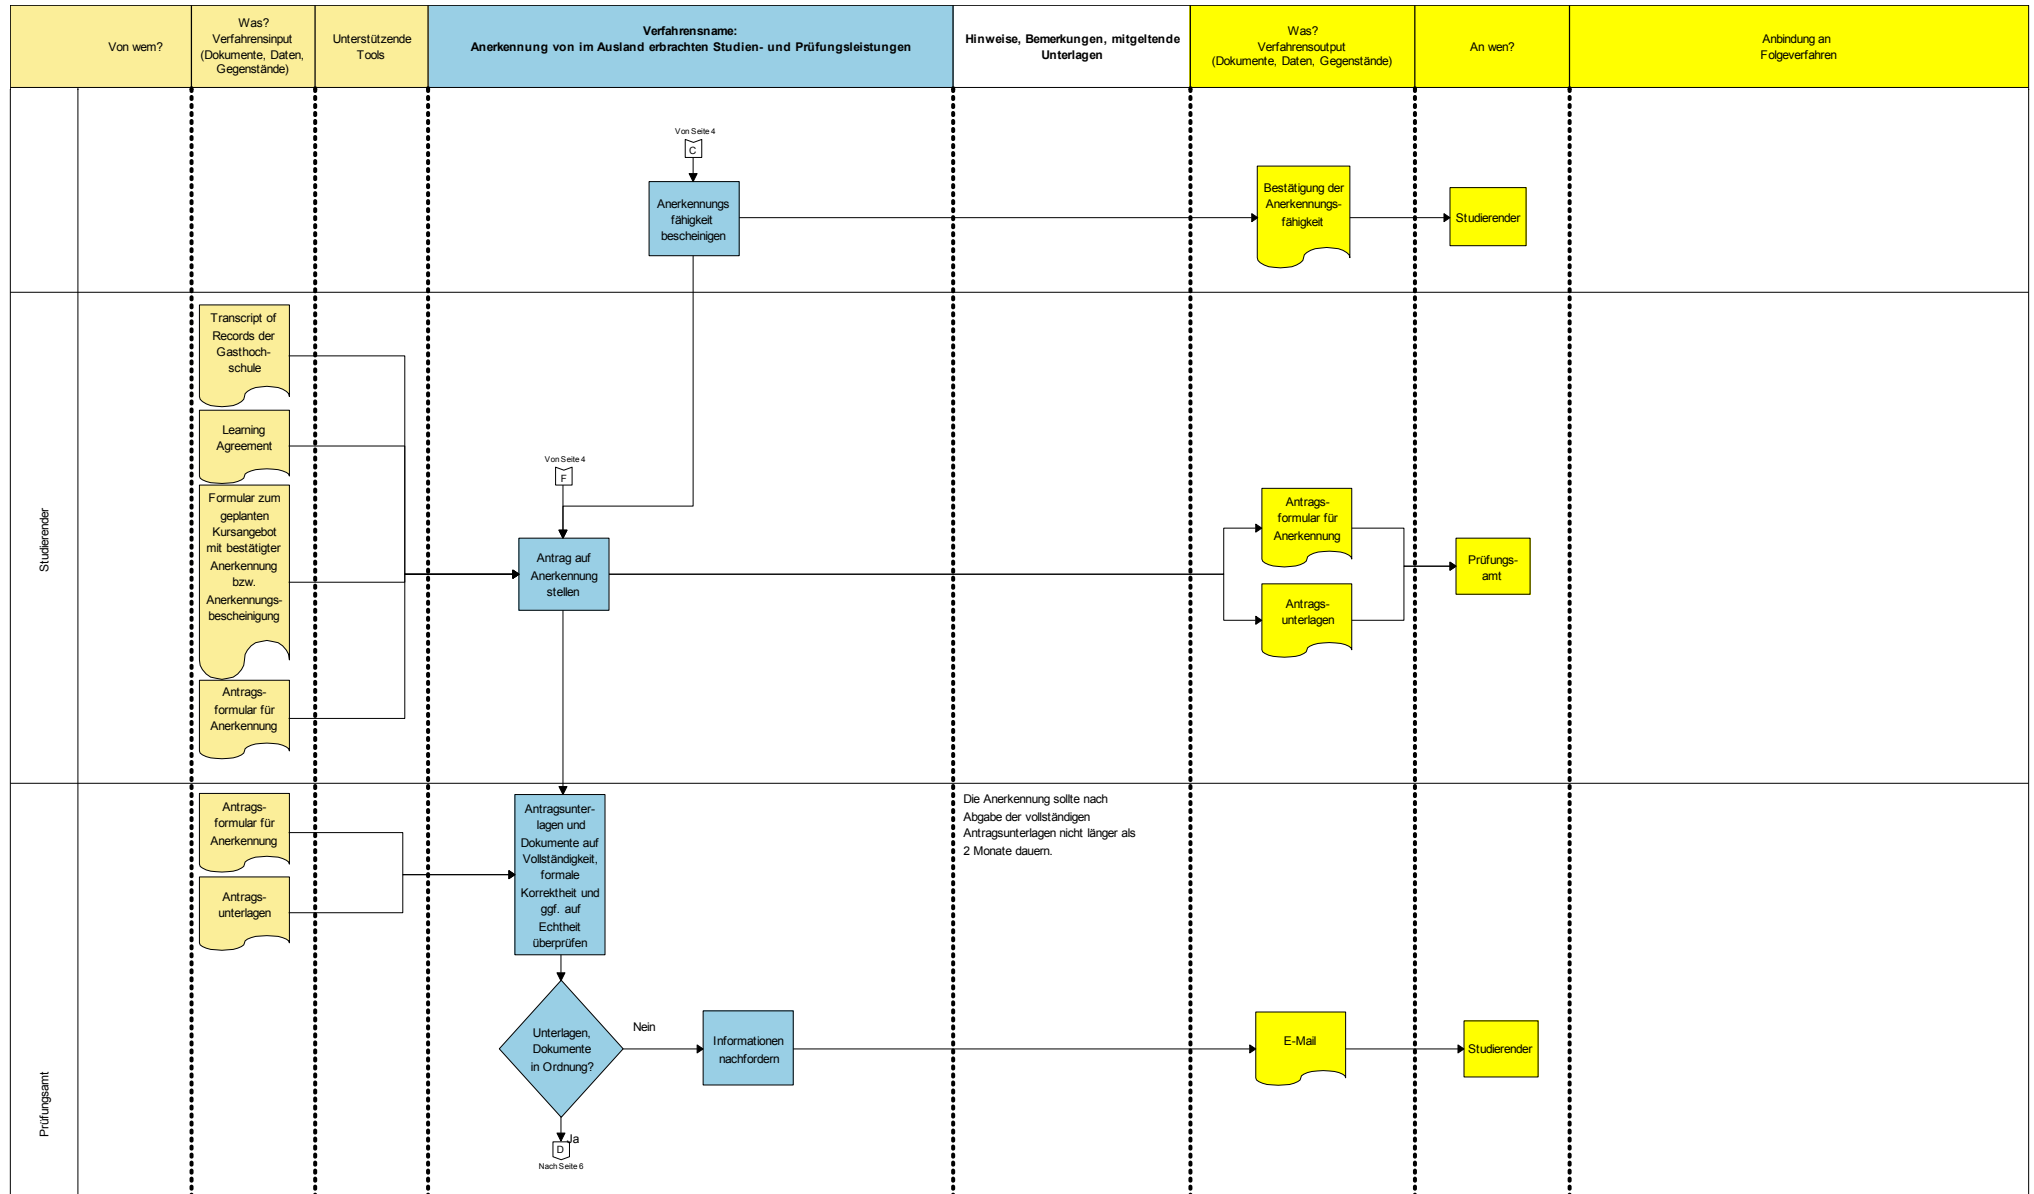 Von wem?
Was?
Verfahrensinput
(Dokumente, Daten,
Gegenstände)
Unterstützende
Tools
Verfahrensname:
Anerkennung von im Ausland erbrachten Studien- und Prüfungsleistungen
Hinweise, Bemerkungen, mitgeltende
Unterlagen
Was?
Verfahrensoutput
(Dokumente, Daten, Gegenstände)
An wen?
Anbindung an
Folgeverfahren
Von Seite 4
C
Anerkennungs
fähigkeit
bescheinigen
Bestätigung der
Anerkennungs-
fähigkeit
Studierender
Studierender
Transcript of
Records der
Gasthoch-
schule
Learning
Agreement
Formular zum
geplanten
Kursangebot
mit bestätigter
Anerkennung
bzw.
Anerkennungs-
bescheinigung
Antrags-
formular für
Anerkennung
Von Seite 4
F
Antrag auf
Anerkennung
stellen
Antrags-
formular für
Anerkennung
Antrags-
unterlagen
Prüfungs-
amt
Prüfungsamt
Antrags-
formular für
Anerkennung
Antrags-
unterlagen
Antragsunter-
lagen und
Dokumente auf
Vollständigkeit,
formale
Korrektheit und
ggf. auf
Echtheit
überprüfen
Die Anerkennung sollte nach
Abgabe der vollständigen
Antragsunterlagen nicht länger als
2 Monate dauern.
Unterlagen,
Dokumente
in Ordnung?
Nein
Informationen
nachfordern
E-Mail
Studierender
Ja
D
Nach Seite 6